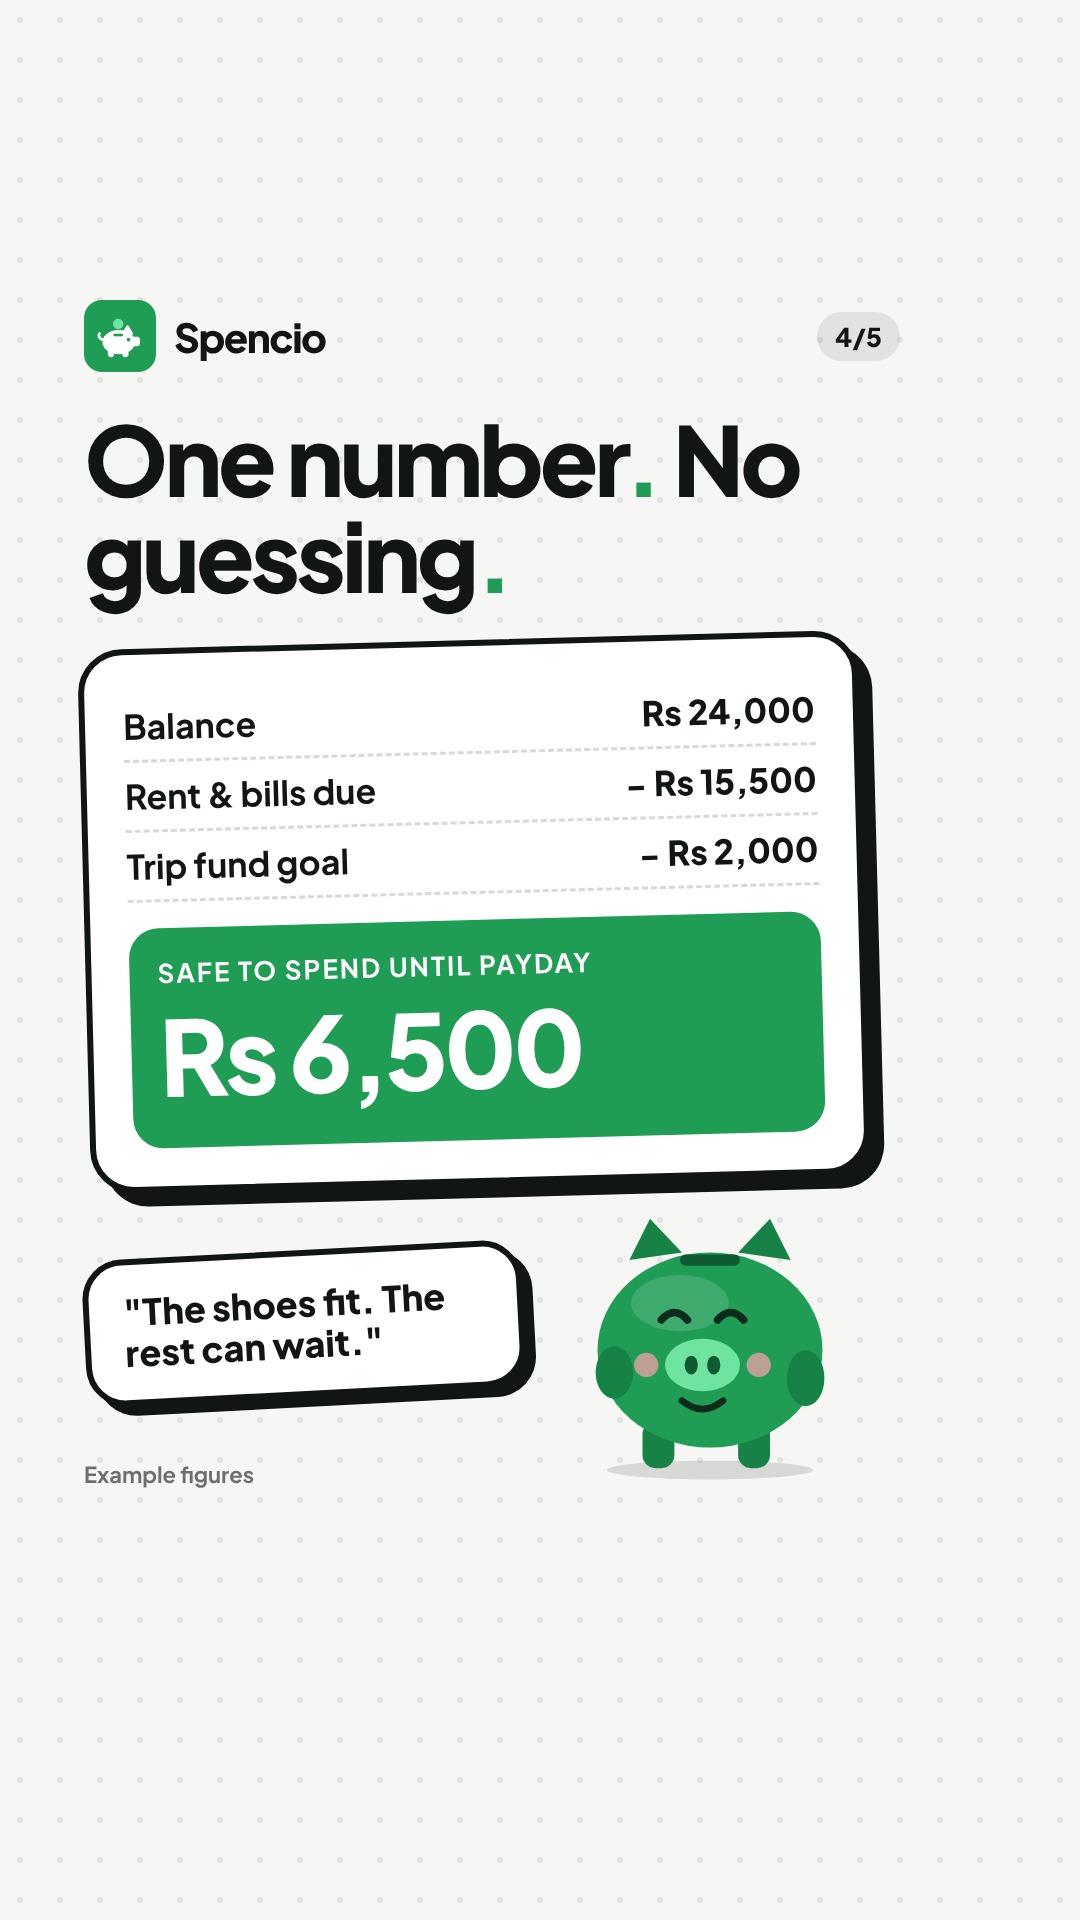 Spencio
4/5
One number. No
guessing.
Balance Rs 24,000
Rent & bills due – Rs 15,500
Trip fund goal – Rs 2,000
SAFE TO SPEND UNTIL PAYDAY
Rs 6,500
"The shoes fit. The
rest can wait."
Example figures